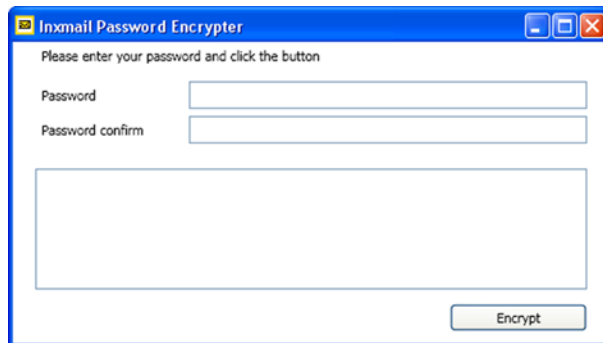 Inxmail Password Encrypter
Please enter your password and click the button
Password
Password confirm
Encrypt